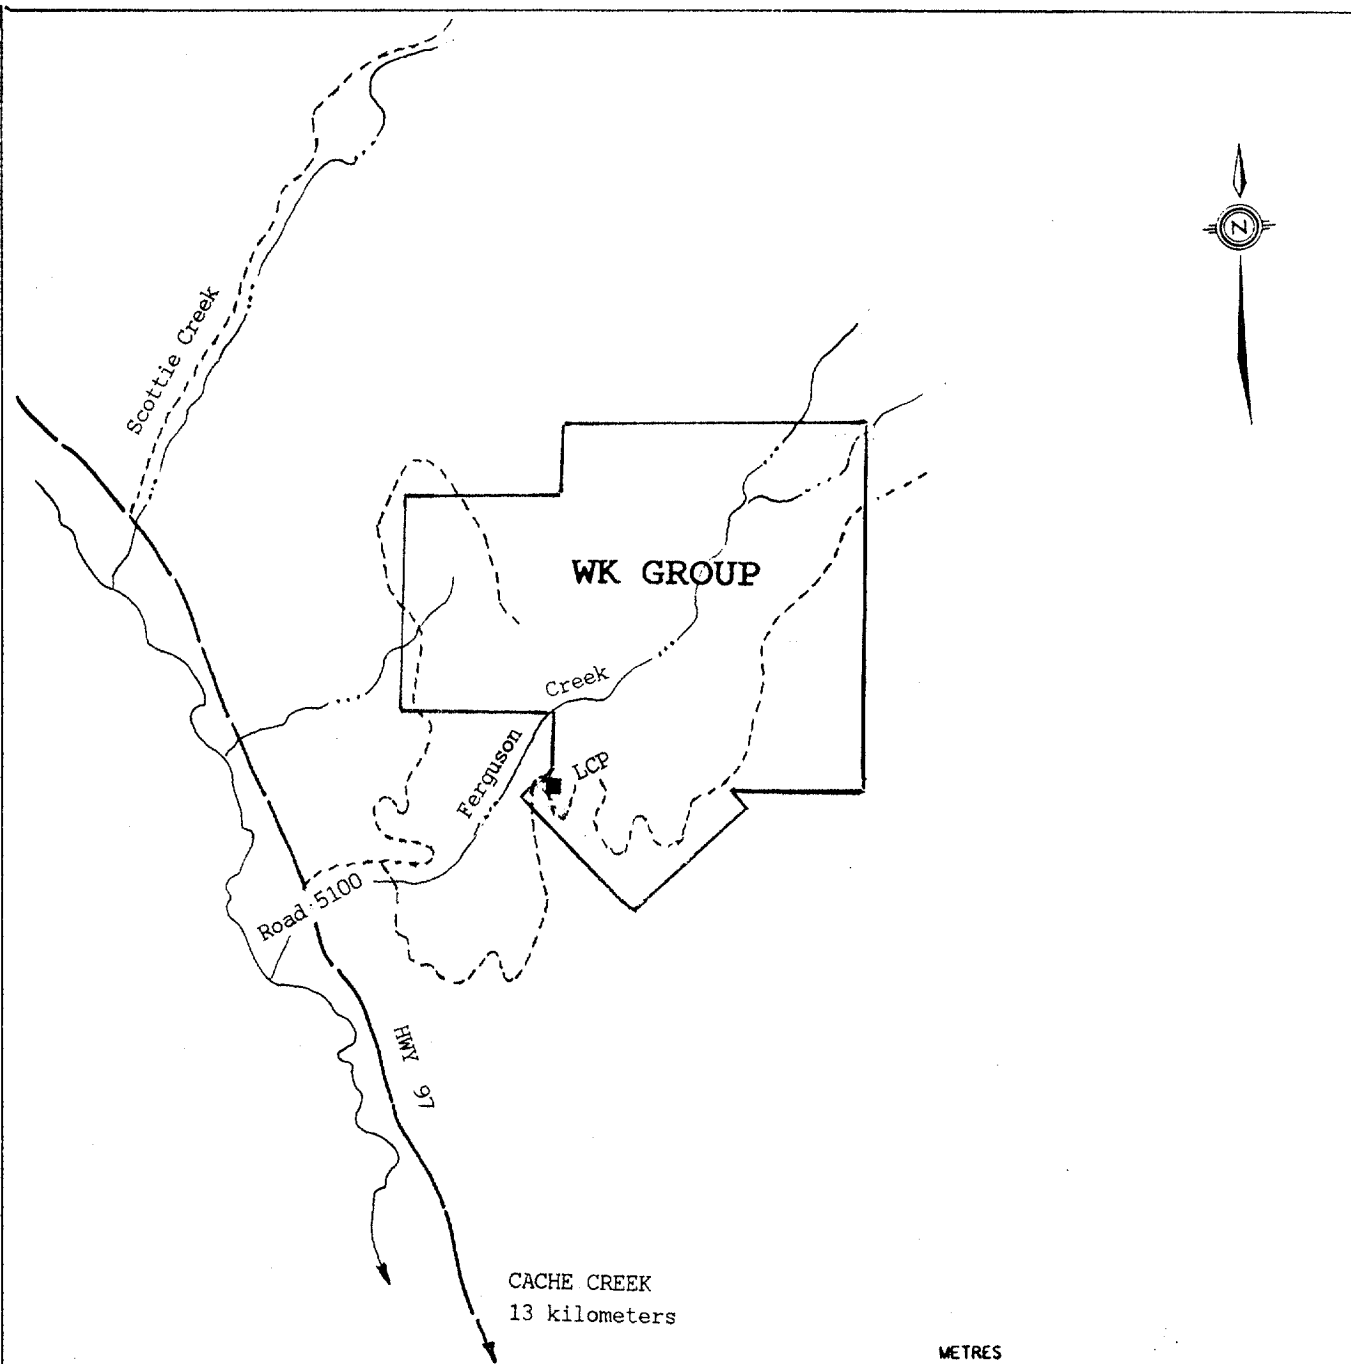 Scottie Creek
WK GROUP
Creek
Ferguson
LCP
Road 5100
HWY 97
CACHE CREEK
13 kilometers
METRES
N